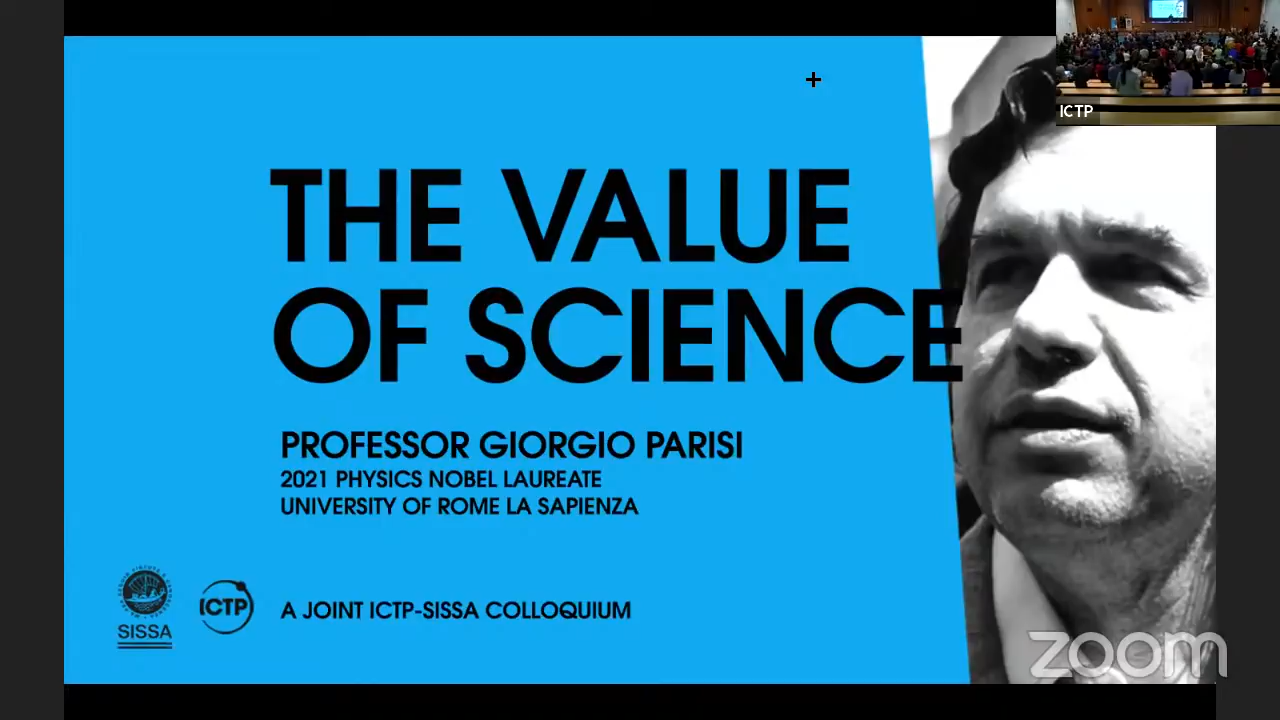 ICTP
THE VALUE
OF SCIENCE
PROFESSOR GIORGIO PARISI
2021 PHYSICS NOBEL LAUREATE
UNIVERSITY OF ROME LA SAPIENZA
SISSA
ICTP
A JOINT ICTP-SISSA COLLOQUIUM
zoom